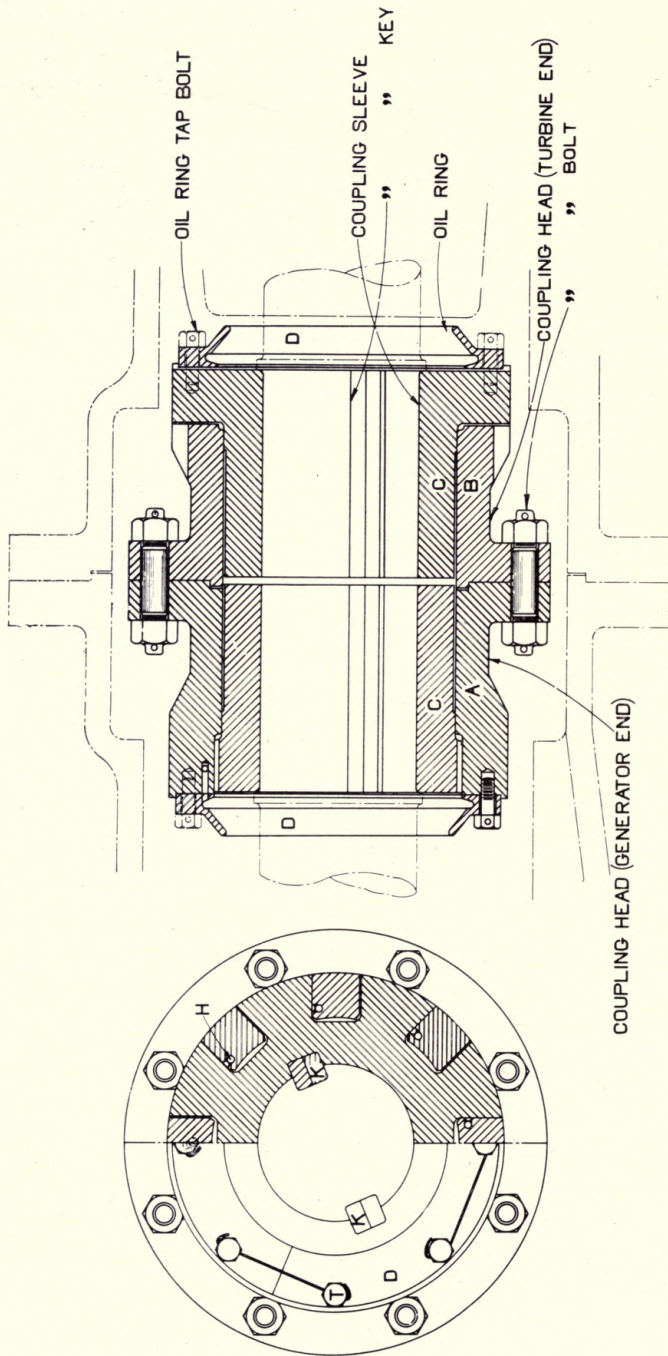 OIL RING TAP BOLT
COUPLING SLEEVE
„ „ KEY
OIL RING
COUPLING HEAD (TURBINE END)
„ „ BOLT
COUPLING HEAD (GENERATOR END)
D
C
B
C
A
D
H
K
K
T
D